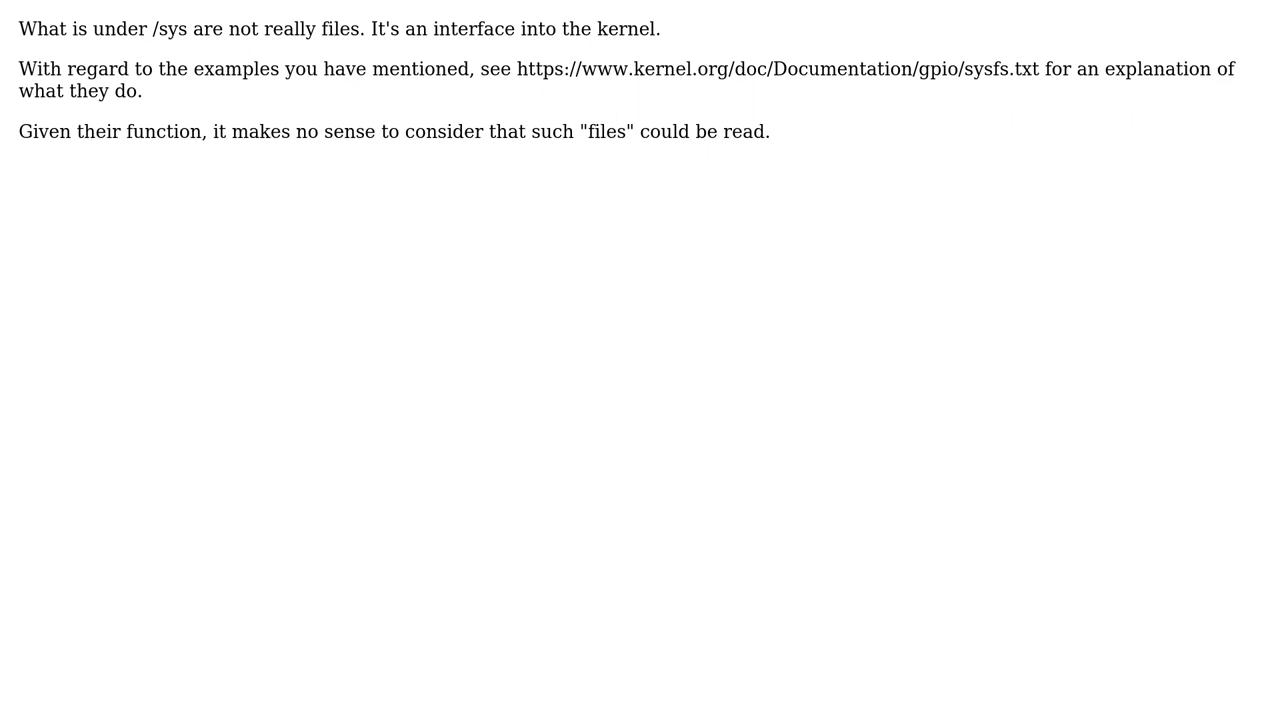 What is under /sys are not really files. It's an interface into the kernel.
With regard to the examples you have mentioned, see https://www.kernel.org/doc/Documentation/gpio/sysfs.txt for an explanation of
what they do.
Given their function, it makes no sense to consider that such "files" could be read.